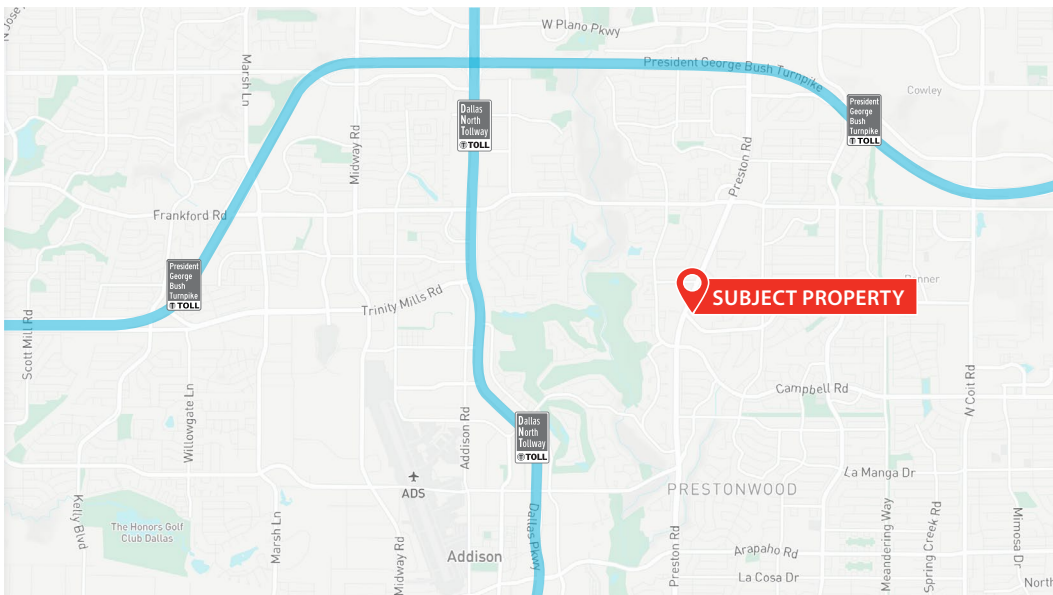 N Josey
W Plano Pkwy
President George Bush Turnpike
Marsh Ln
Cowley
Dallas
North
Tollway
TOLL
President
George
Bush
Turnpike
TOLL
Midway Rd
Preston Rd
Frankford Rd
President
George
Bush
Turnpike
TOLL
Renner
SUBJECT PROPERTY
Trinity Mills Rd
Scott Mill Rd
Willowgate Ln
Campbell Rd
W Coit Rd
Addison Rd
Dallas
North
Tollway
TOLL
La Manga Dr
ADS
PRESTONWOOD
Kelly Blvd
The Honors Golf
Club Dallas
Marsh Ln
Midway Rd
Addison
Dallas Pkwy
Preston Rd
Arapaho Rd
La Cosa Dr
Meandering Way
Spring Creek Rd
Mimosa Dr
North